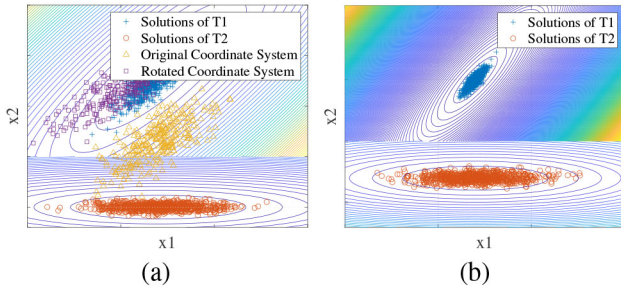 Solutions of T1
Solutions of T2
Original Coordinate System
Rotated Coordinate System
x2
x1
(a)
Solutions of T1
Solutions of T2
x2
x1
(b)